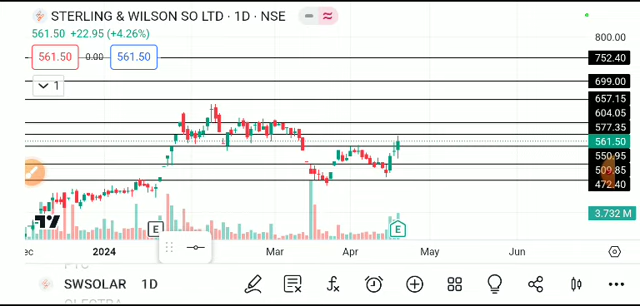 STERLING & WILSON SO LTD · 1D · NSE
561.50 +22.95 (+4.26%)
561.50 0.00 561.50
1
800.00
752.40
699.00
657.15
604.05
577.35
561.50
550.95
509.85
472.40
3.732 M
E E
2024 Mar Apr May Jun
SWSOLAR 1D